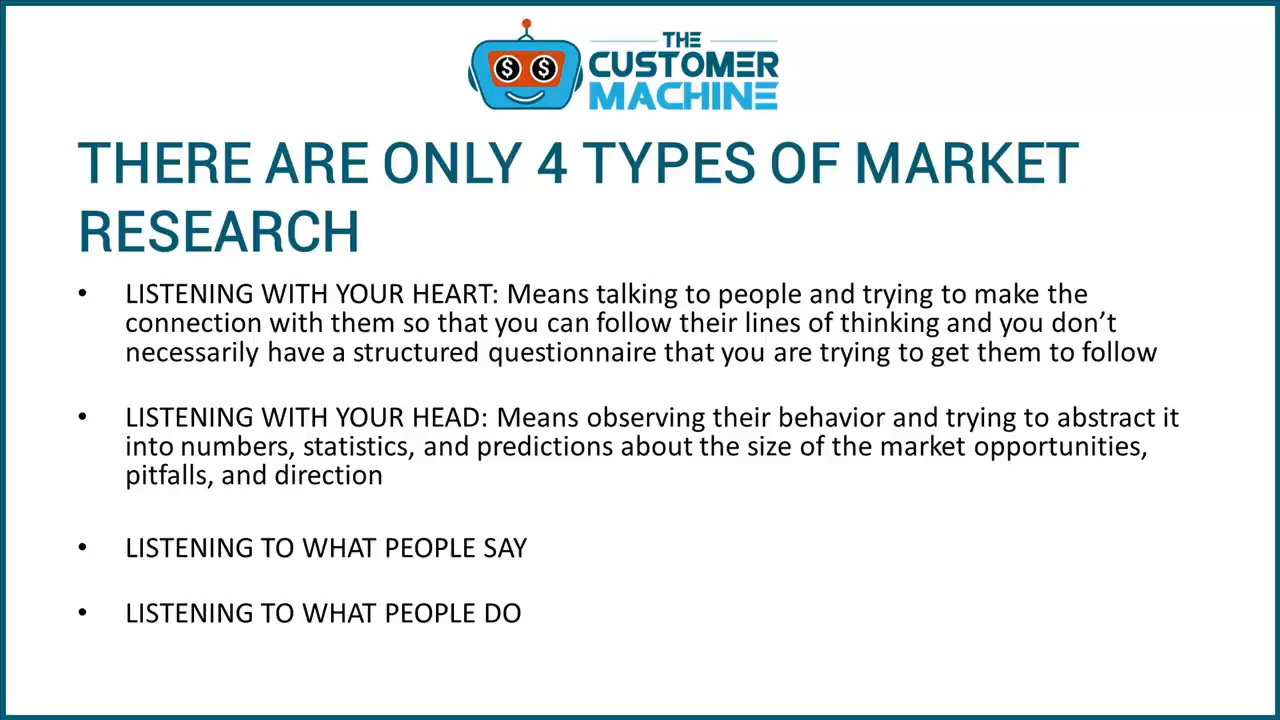 THE
CUSTOMER
MACHINE
THERE ARE ONLY 4 TYPES OF MARKET
RESEARCH
• LISTENING WITH YOUR HEART: Means talking to people and trying to make the
connection with them so that you can follow their lines of thinking and you don’t
necessarily have a structured questionnaire that you are trying to get them to follow
• LISTENING WITH YOUR HEAD: Means observing their behavior and trying to abstract it
into numbers, statistics, and predictions about the size of the market opportunities,
pitfalls, and direction
• LISTENING TO WHAT PEOPLE SAY
• LISTENING TO WHAT PEOPLE DO